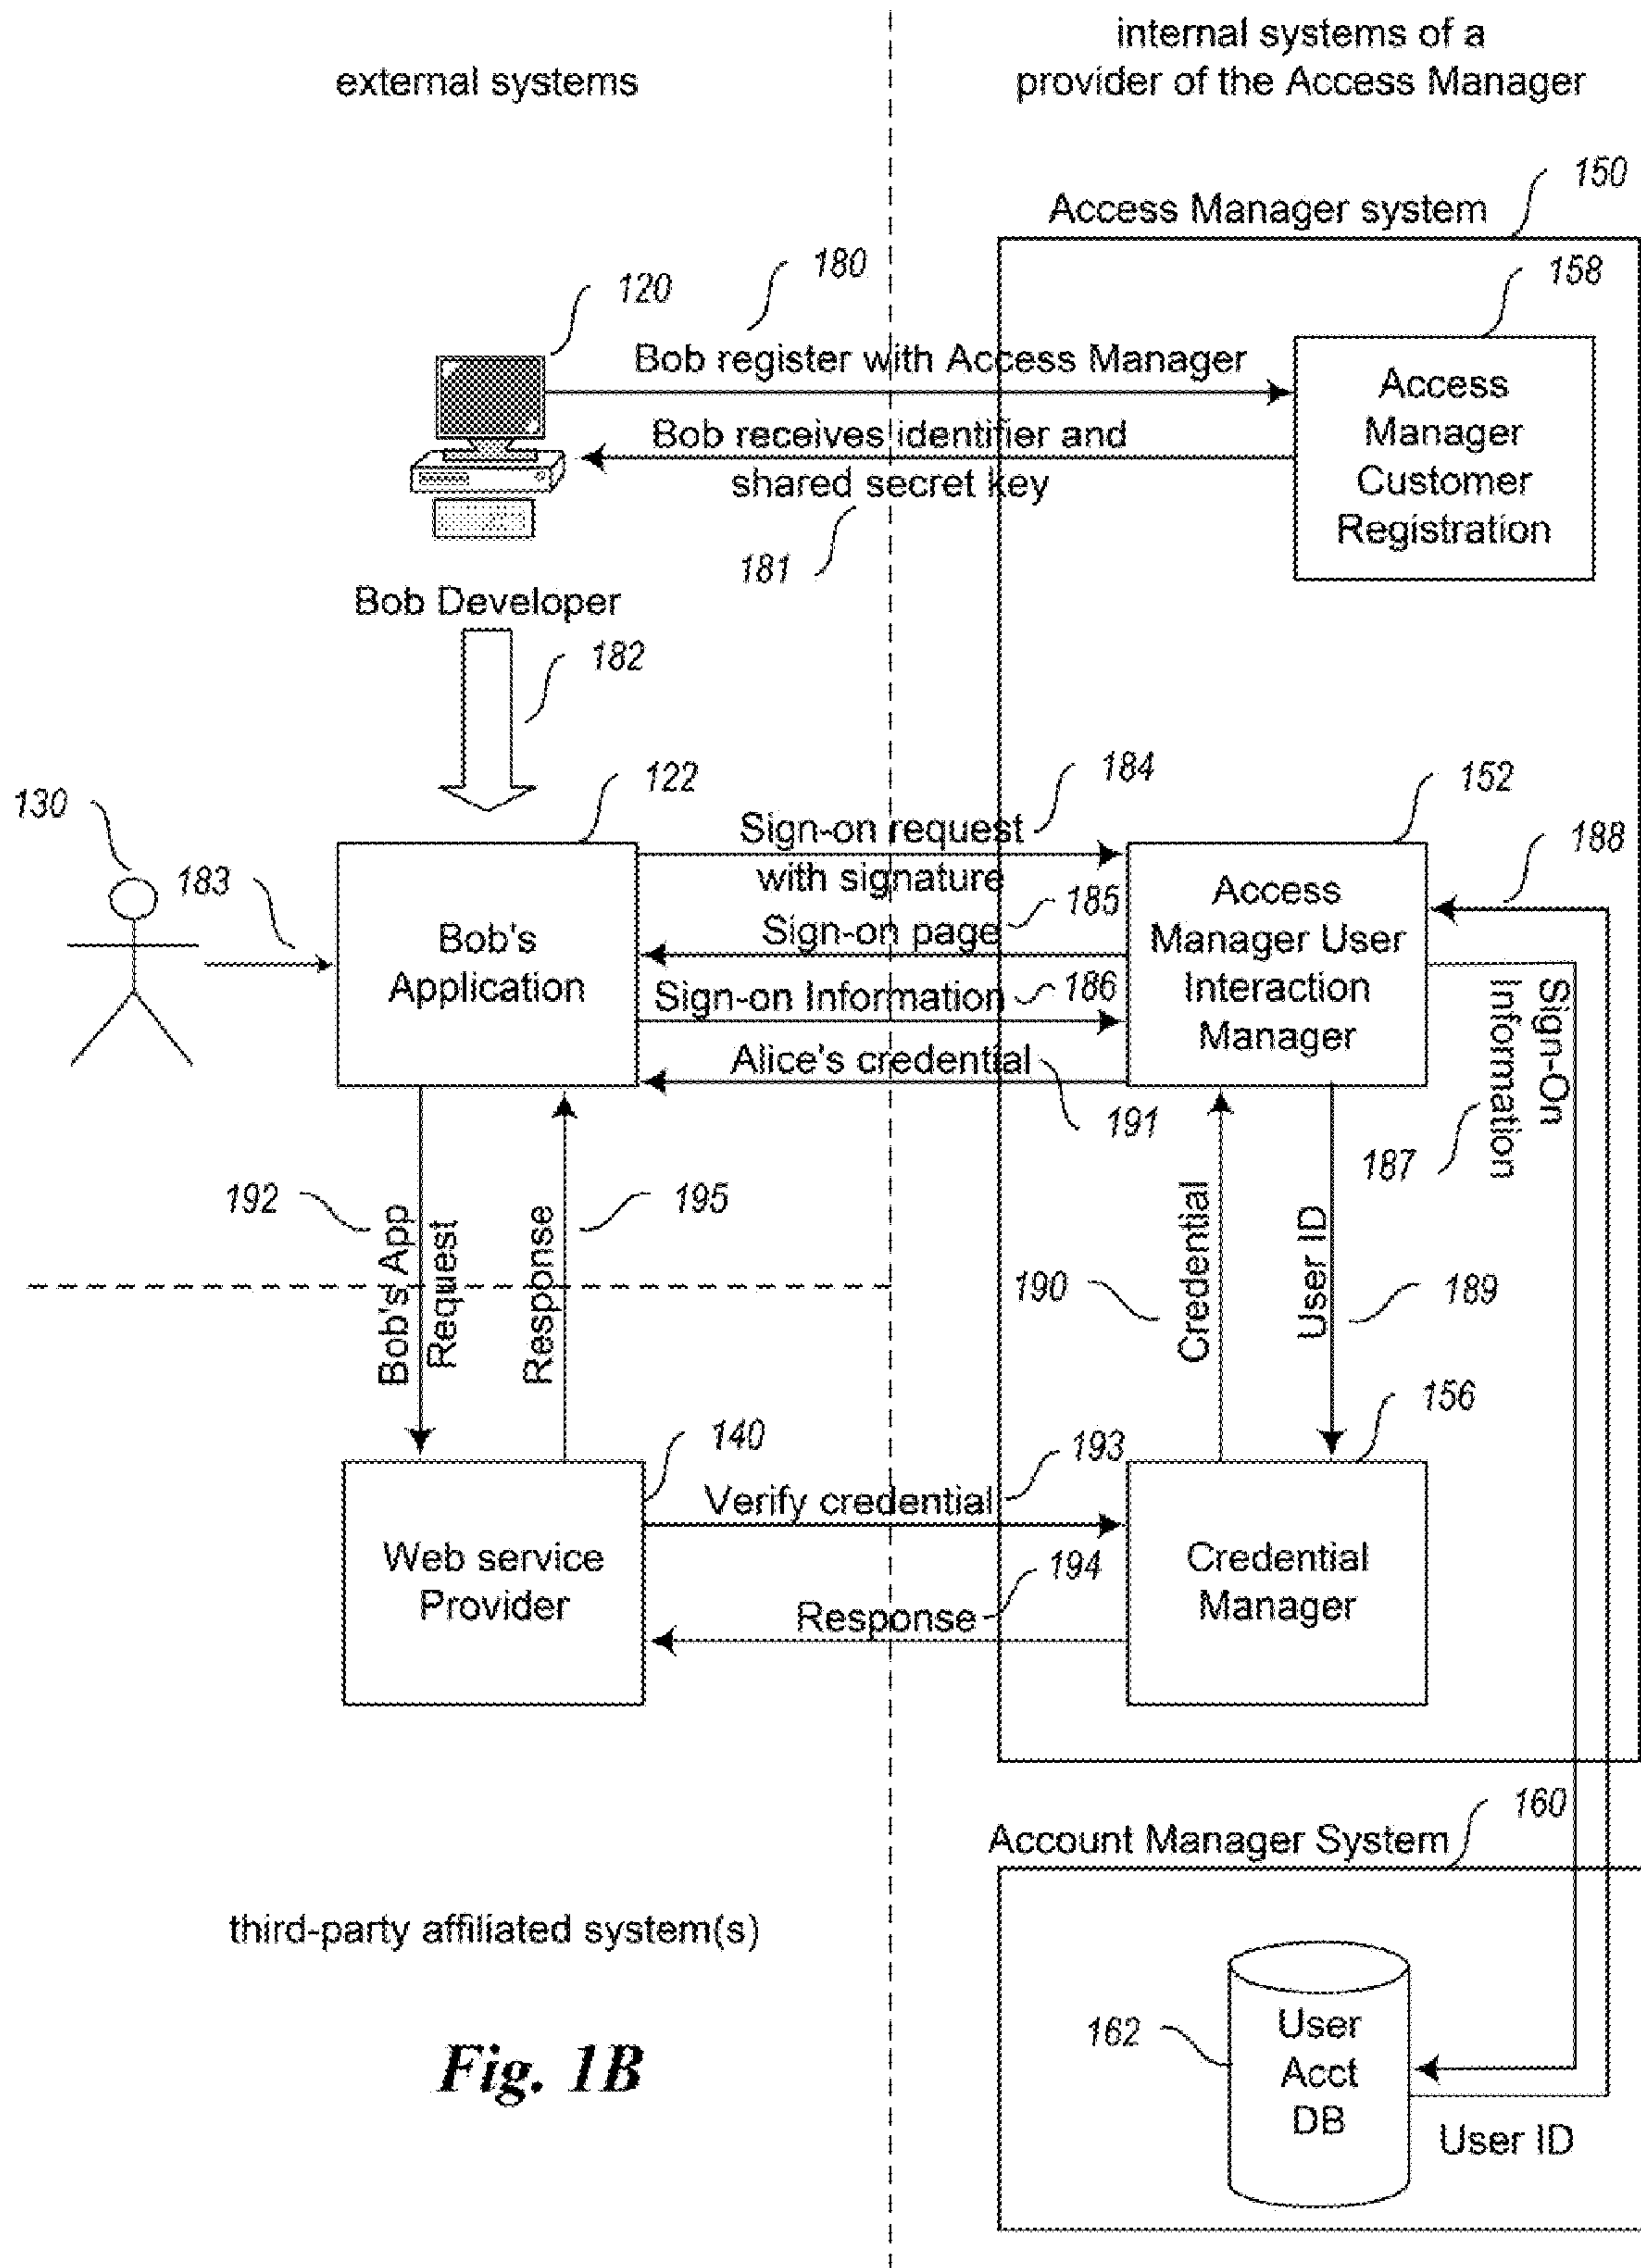 external systems
internal systems of a
provider of the Access Manager
150
Access Manager system
158
180
120
Bob register with Access Manager
Access
Manager
Customer
Registration
Bob receives identifier and
shared secret key
181
Bob Developer
182
130
183
122
184
152
188
Sign-on request
with signature
185
Sign-on page
Bob's
Application
Access
Manager User
Interaction
Manager
Sign-on Information
186
Alice's credential
191
Sign-On
Information
187
192
195
Bob's App
Request
Response
190
Credential
User ID
189
156
140
193
Verify credential
Web service
Provider
Credential
Manager
194
Response
160
Account Manager System
third-party affiliated system(s)
162
User
Acct
DB
User ID
Fig. 1B